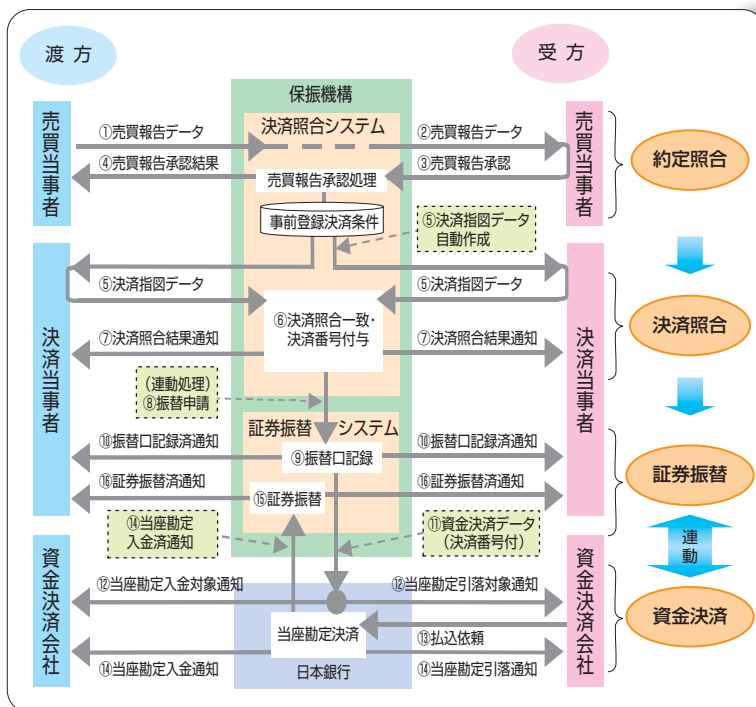 渡方
受方
保振機構
売買当事者
①売買報告データ
決済照合システム
②売買報告データ
売買当事者
約定照合
④売買報告承認結果
③売買報告承認
売買報告承認処理
事前登録決済条件
⑤決済指図データ
自動作成
決済当事者
⑤決済指図データ
⑤決済指図データ
決済当事者
⑥決済照合一致・
決済番号付与
決済照合
⑦決済照合結果通知
⑦決済照合結果通知
(連動処理)
⑧振替申請
証券振替 システム
⑩振替口記録済通知
⑨振替口記録
⑩振替口記録済通知
証券振替
⑯証券振替済通知
⑮証券振替
⑯証券振替済通知
⑭当座勘定
入金済通知
⑪資金決済データ
(決済番号付)
連動
資金決済会社
⑫当座勘定入金対象通知
⑫当座勘定引落対象通知
資金決済会社
資金決済
当座勘定決済
⑬払込依頼
⑭当座勘定入金通知
日本銀行
⑭当座勘定引落通知